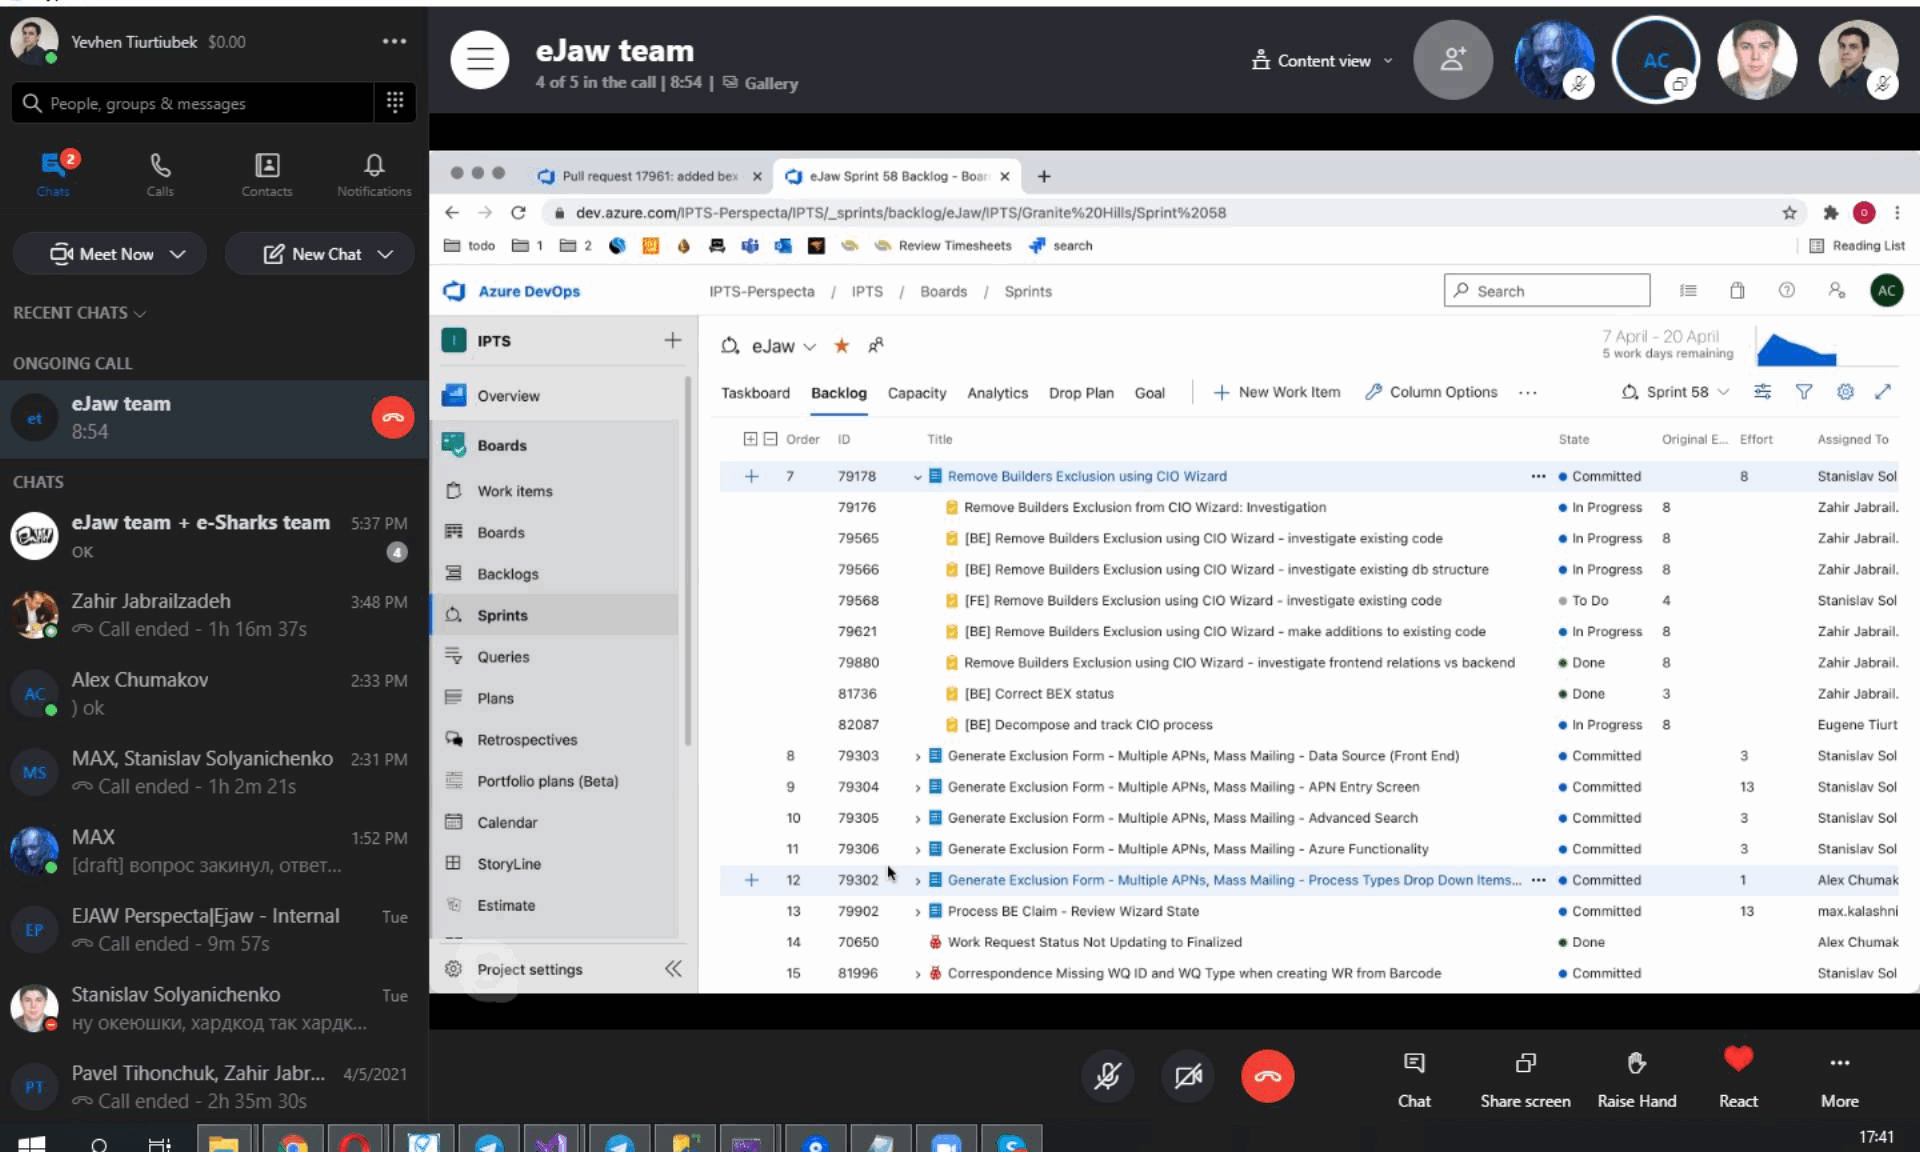 Yevhen Tiurtiubek $0.00
People, groups & messages
2
Chats Calls Contacts Notifications
Meet Now New Chat
RECENT CHATS
ONGOING CALL
et eJaw team
8:54
CHATS
eJaw team + e-Sharks team 5:37 PM
OK 4
Zahir Jabrailzadeh 3:48 PM
Call ended - 1h 16m 37s
AC Alex Chumakov 2:33 PM
) ok
MS MAX, Stanislav Solyanichenko 2:31 PM
Call ended - 1h 2m 21s
MAX 1:52 PM
[draft] вопрос закинул, ответ...
EP EJAW Perspecta|Ejaw - Internal Tue
Call ended - 9m 57s
Stanislav Solyanichenko Tue
ну океюшки, хардкод так хардк...
PT Pavel Tihonchuk, Zahir Jabr... 4/5/2021
Call ended - 2h 35m 30s
eJaw team
4 of 5 in the call | 8:54 | Gallery
Content view
AC
Pull request 17961: added bex
eJaw Sprint 58 Backlog - Boar
dev.azure.com/IPTS-Perspecta/IPTS/_sprints/backlog/eJaw/IPTS/Granite%20Hills/Sprint%2058
O
todo 1 2 Review Timesheets search Reading List
Azure DevOps IPTS-Perspecta / IPTS / Boards / Sprints Search AC
I IPTS
Overview
Boards
Work items
Boards
Backlogs
Sprints
Queries
Plans
Retrospectives
Portfolio plans (Beta)
Calendar
StoryLine
Estimate
Project settings
eJaw
7 April - 20 April
5 work days remaining
Taskboard Backlog Capacity Analytics Drop Plan Goal New Work Item Column Options Sprint 58
Order ID Title State Original E... Effort Assigned To
7 79178 Remove Builders Exclusion using CIO Wizard Committed 8 Stanislav Sol
79176 Remove Builders Exclusion from CIO Wizard: Investigation In Progress 8 Zahir Jabrail.
79565 [BE] Remove Builders Exclusion using CIO Wizard - investigate existing code In Progress 8 Zahir Jabrail.
79566 [BE] Remove Builders Exclusion using CIO Wizard - investigate existing db structure In Progress 8 Zahir Jabrail.
79568 [FE] Remove Builders Exclusion using CIO Wizard - investigate existing code To Do 4 Stanislav Sol
79621 [BE] Remove Builders Exclusion using CIO Wizard - make additions to existing code In Progress 8 Zahir Jabrail.
79880 Remove Builders Exclusion using CIO Wizard - investigate frontend relations vs backend Done 8 Zahir Jabrail.
81736 [BE] Correct BEX status Done 3 Zahir Jabrail.
82087 [BE] Decompose and track CIO process In Progress 8 Eugene Tiurt
8 79303 Generate Exclusion Form - Multiple APNs, Mass Mailing - Data Source (Front End) Committed 3 Stanislav Sol
9 79304 Generate Exclusion Form - Multiple APNs, Mass Mailing - APN Entry Screen Committed 13 Stanislav Sol
10 79305 Generate Exclusion Form - Multiple APNs, Mass Mailing - Advanced Search Committed 3 Stanislav Sol
11 79306 Generate Exclusion Form - Multiple APNs, Mass Mailing - Azure Functionality Committed 3 Stanislav Sol
12 79302 Generate Exclusion Form - Multiple APNs, Mass Mailing - Process Types Drop Down Items... Committed 1 Alex Chumak
13 79902 Process BE Claim - Review Wizard State Committed 13 max.kalashni
14 70650 Work Request Status Not Updating to Finalized Done Alex Chumak
15 81996 Correspondence Missing WQ ID and WQ Type when creating WR from Barcode Committed Stanislav Sol
Chat Share screen Raise Hand React More
17:41